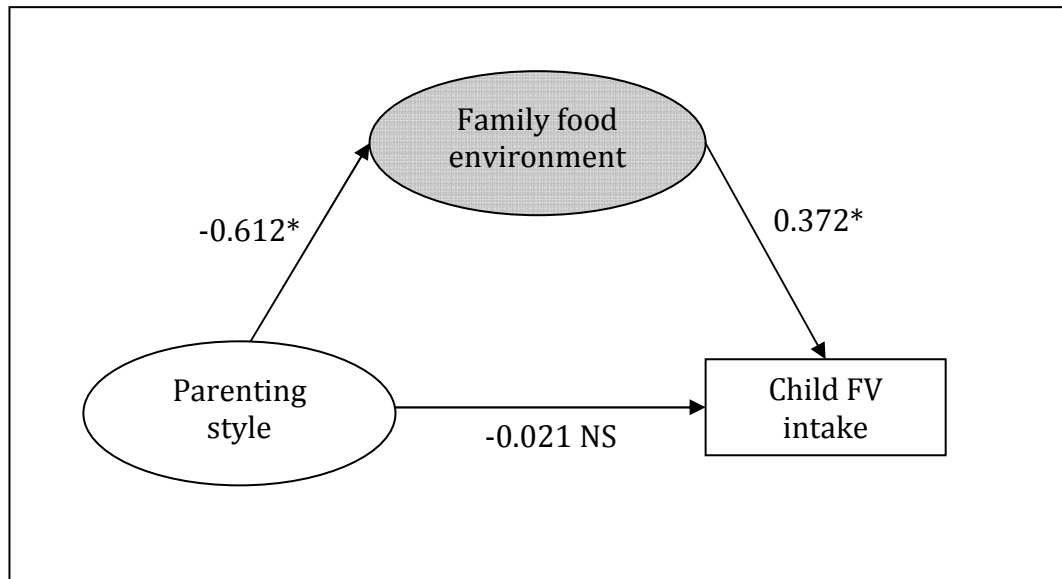 Family food
environment
-0.612*
0.372*
Parenting
style
-0.021 NS
Child FV
intake